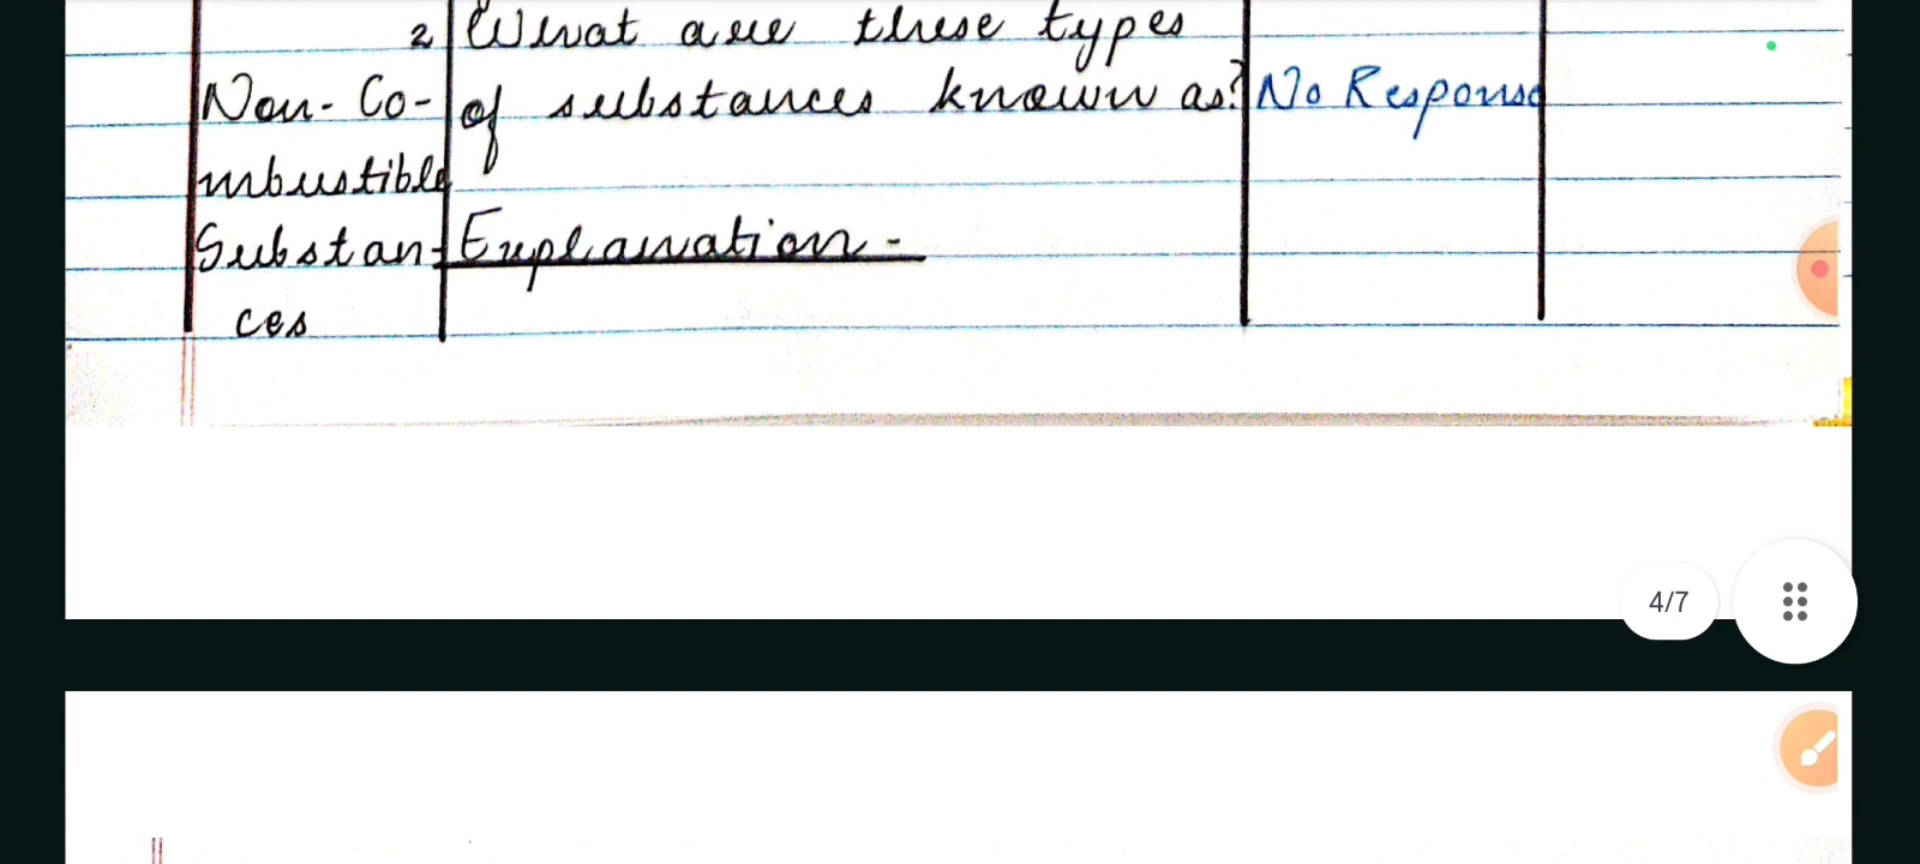 2 What are these types
Non-Co- of substances known as? No Response
mbustible
Substan- Explanation -
ces
4/7